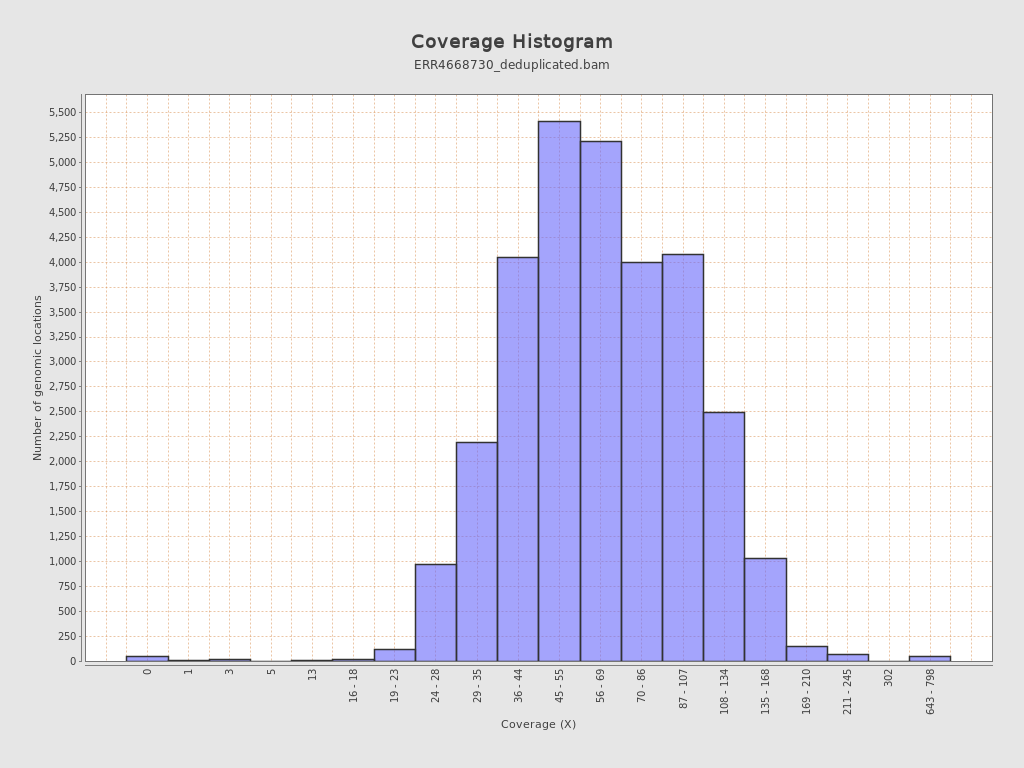 Coverage Histogram
ERR4668730_deduplicated.bam
Number of genomic locations
5,500
5,250
5,000
4,750
4,500
4,250
4,000
3,750
3,500
3,250
3,000
2,750
2,500
2,250
2,000
1,750
1,500
1,250
1,000
750
500
250
0
0
1
3
5
13
16 - 18
19 - 23
24 - 28
29 - 35
36 - 44
45 - 55
56 - 69
70 - 86
87 - 107
108 - 134
135 - 168
169 - 210
211 - 245
302
643 - 798
Coverage (X)